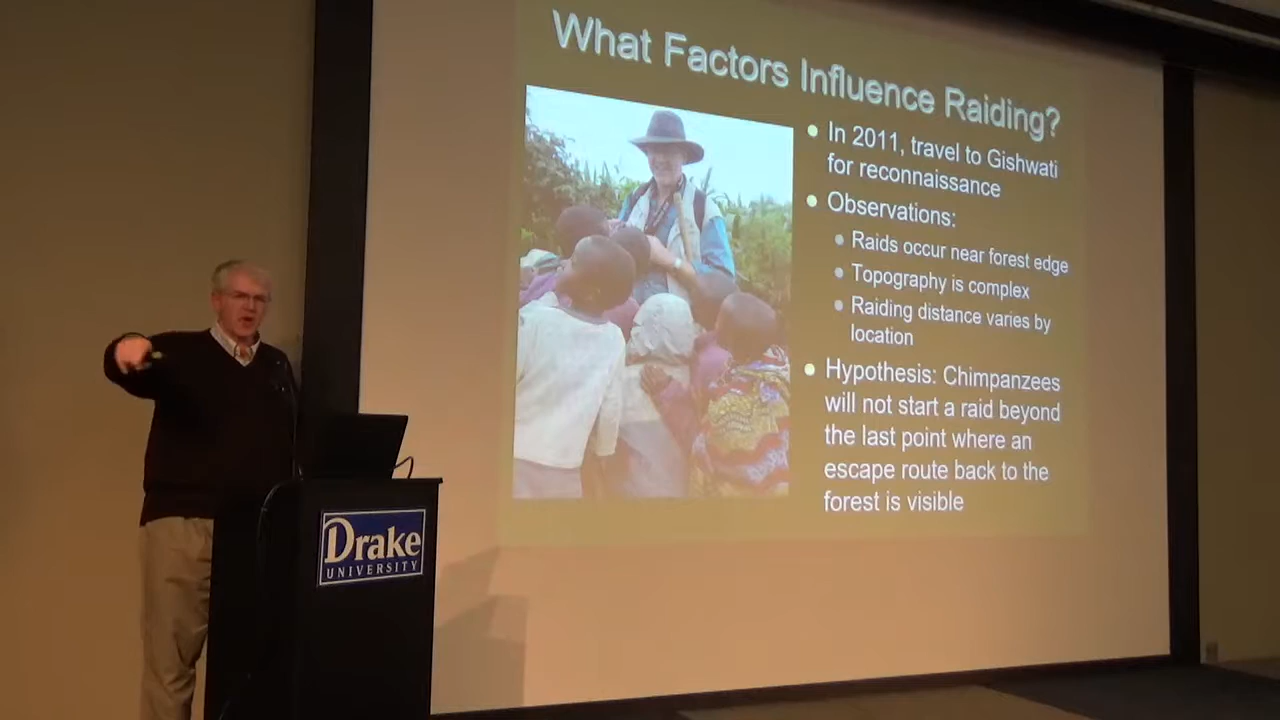 What Factors Influence Raiding?
In 2011, travel to Gishwati
for reconnaissance
Observations:
Raids occur near forest edge
Topography is complex
Raiding distance varies by
location
Hypothesis: Chimpanzees
will not start a raid beyond
the last point where an
escape route back to the
forest is visible
Drake
UNIVERSITY